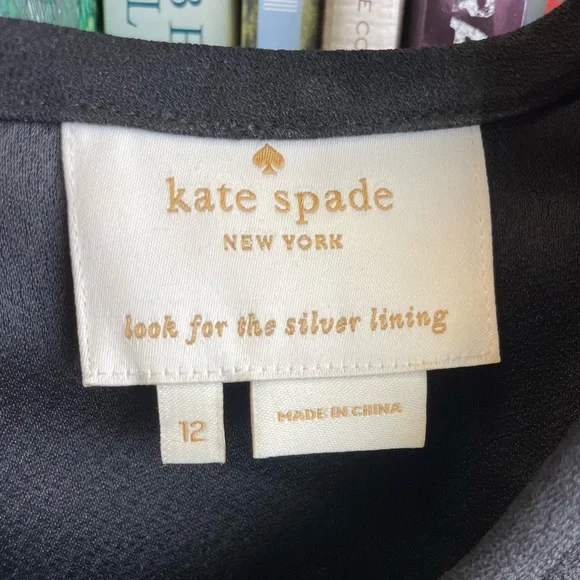 kate spade
NEW YORK
look for the silver lining
12
MADE IN CHINA